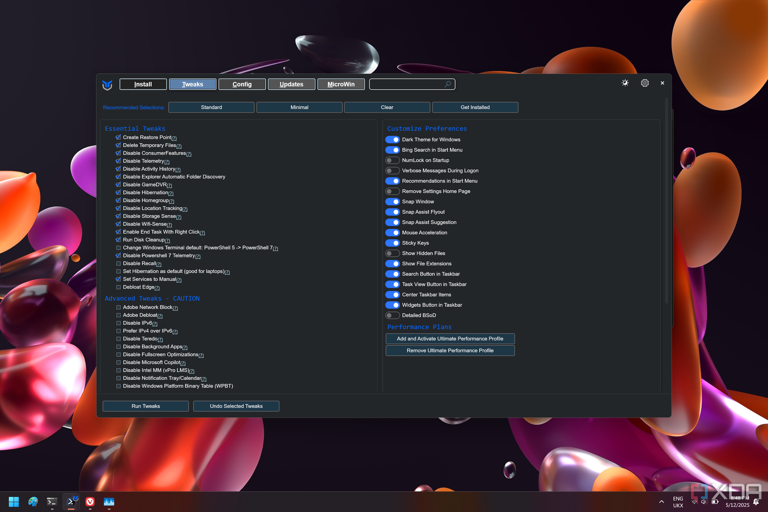 Install
Tweaks
Config
Updates
MicroWin
Recommended Selections:
Standard
Minimal
Clear
Get Installed
Essential Tweaks
Create Restore Point(?)
Delete Temporary Files(?)
Disable ConsumerFeatures(?)
Disable Telemetry(?)
Disable Activity History(?)
Disable Explorer Automatic Folder Discovery
Disable GameDVR(?)
Disable Hibernation(?)
Disable Homegroup(?)
Disable Location Tracking(?)
Disable Storage Sense(?)
Disable Wifi-Sense(?)
Enable End Task With Right Click(?)
Run Disk Cleanup(?)
Change Windows Terminal default: PowerShell 5 -> PowerShell 7(?)
Disable Powershell 7 Telemetry(?)
Disable Recall(?)
Set Hibernation as default (good for laptops)(?)
Set Services to Manual(?)
Debloat Edge(?)
Advanced Tweaks - CAUTION
Adobe Network Block(?)
Adobe Debloat(?)
Disable IPv6(?)
Prefer IPv4 over IPv6(?)
Disable Teredo(?)
Disable Background Apps(?)
Disable Fullscreen Optimizations(?)
Disable Microsoft Copilot(?)
Disable Intel MM (vPro LMS)(?)
Disable Notification Tray/Calendar(?)
Disable Windows Platform Binary Table (WPBT)
Customize Preferences
Dark Theme for Windows
Bing Search in Start Menu
NumLock on Startup
Verbose Messages During Logon
Recommendations in Start Menu
Remove Settings Home Page
Snap Window
Snap Assist Flyout
Snap Assist Suggestion
Mouse Acceleration
Sticky Keys
Show Hidden Files
Show File Extensions
Search Button in Taskbar
Task View Button in Taskbar
Center Taskbar Items
Widgets Button in Taskbar
Detailed BSoD
Performance Plans
Add and Activate Ultimate Performance Profile
Remove Ultimate Performance Profile
Run Tweaks
Undo Selected Tweaks
ENG
UKX
5/12/2025
XDA